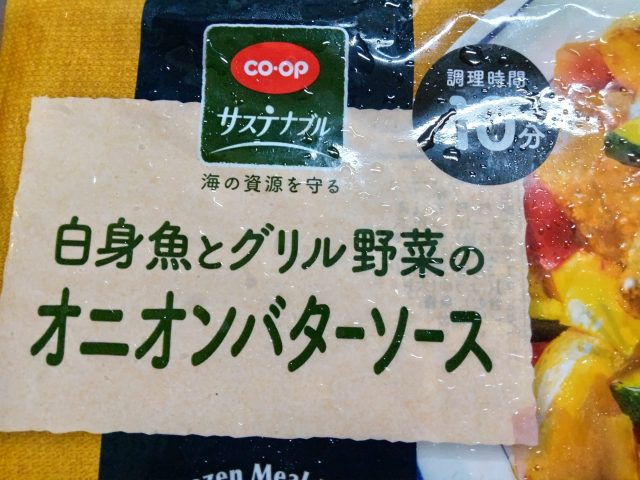 co·op
サステナブル
海の資源を守る
調理時間
10分
白身魚とグリル野菜の
オニオンバターソース
Meal